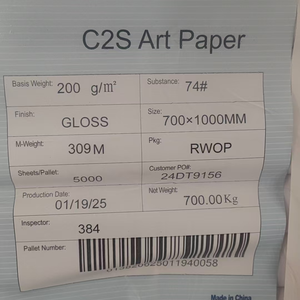 C2S Art Paper
Basis Weight: 200 g/m² Substance: 74#
Finish: GLOSS Size: 700×1000MM
M-Weight: 309M Pkg: RWOP
Sheets/Pallet: 5000 Customer PO#: 24DT9156
Production Date: 01/19/25 Net Weight: 700.00Kg
Inspector: 384
Pallet Number:
Made in China